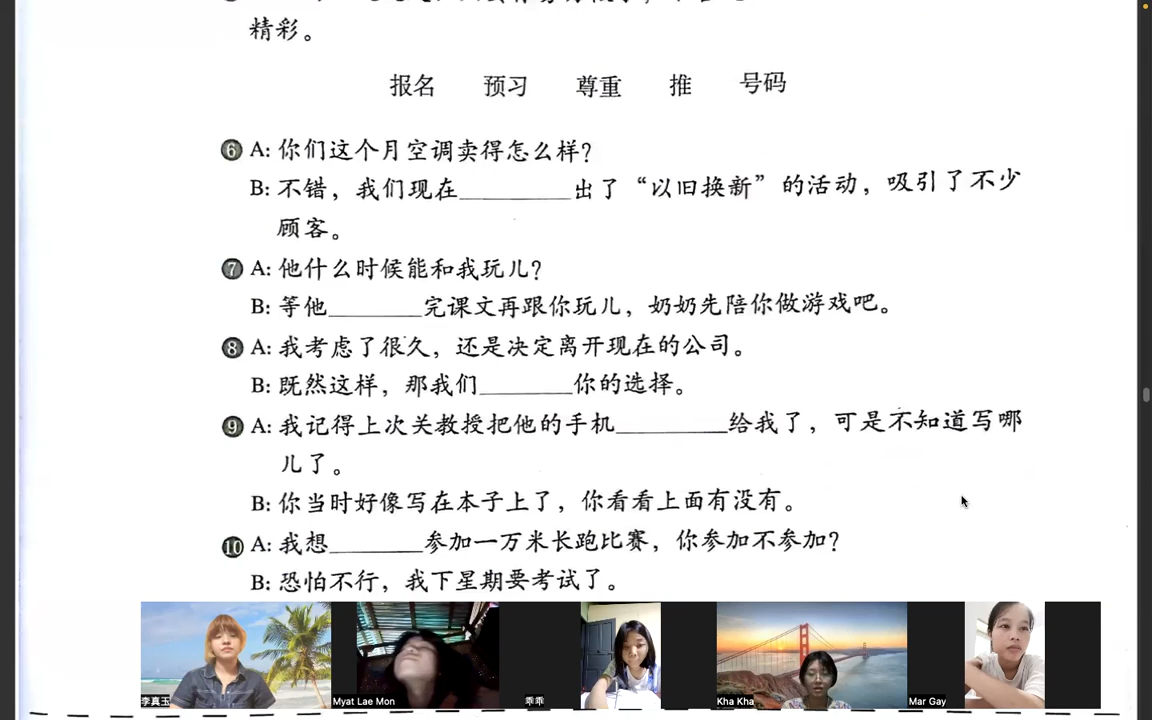 精彩。
报名 预习 尊重 推 号码
6 A: 你们这个月空调卖得怎么样?
B: 不错，我们现在________出了“以旧换新”的活动，吸引了不少
顾客。
7 A: 他什么时候能和我玩儿?
B: 等他________完课文再跟你玩儿，奶奶先陪你做游戏吧。
8 A: 我考虑了很久，还是决定离开现在的公司。
B: 既然这样，那我们________你的选择。
9 A: 我记得上次关教授把他的手机________给我了，可是不知道写哪
儿了。
B: 你当时好像写在本子上了，你看看上面有没有。
10 A: 我想________参加一万米长跑比赛，你参加不参加?
B: 恐怕不行，我下星期要考试了。
李真玉
Myat Lae Mon
乖乖
Kha Kha
Mar Gay